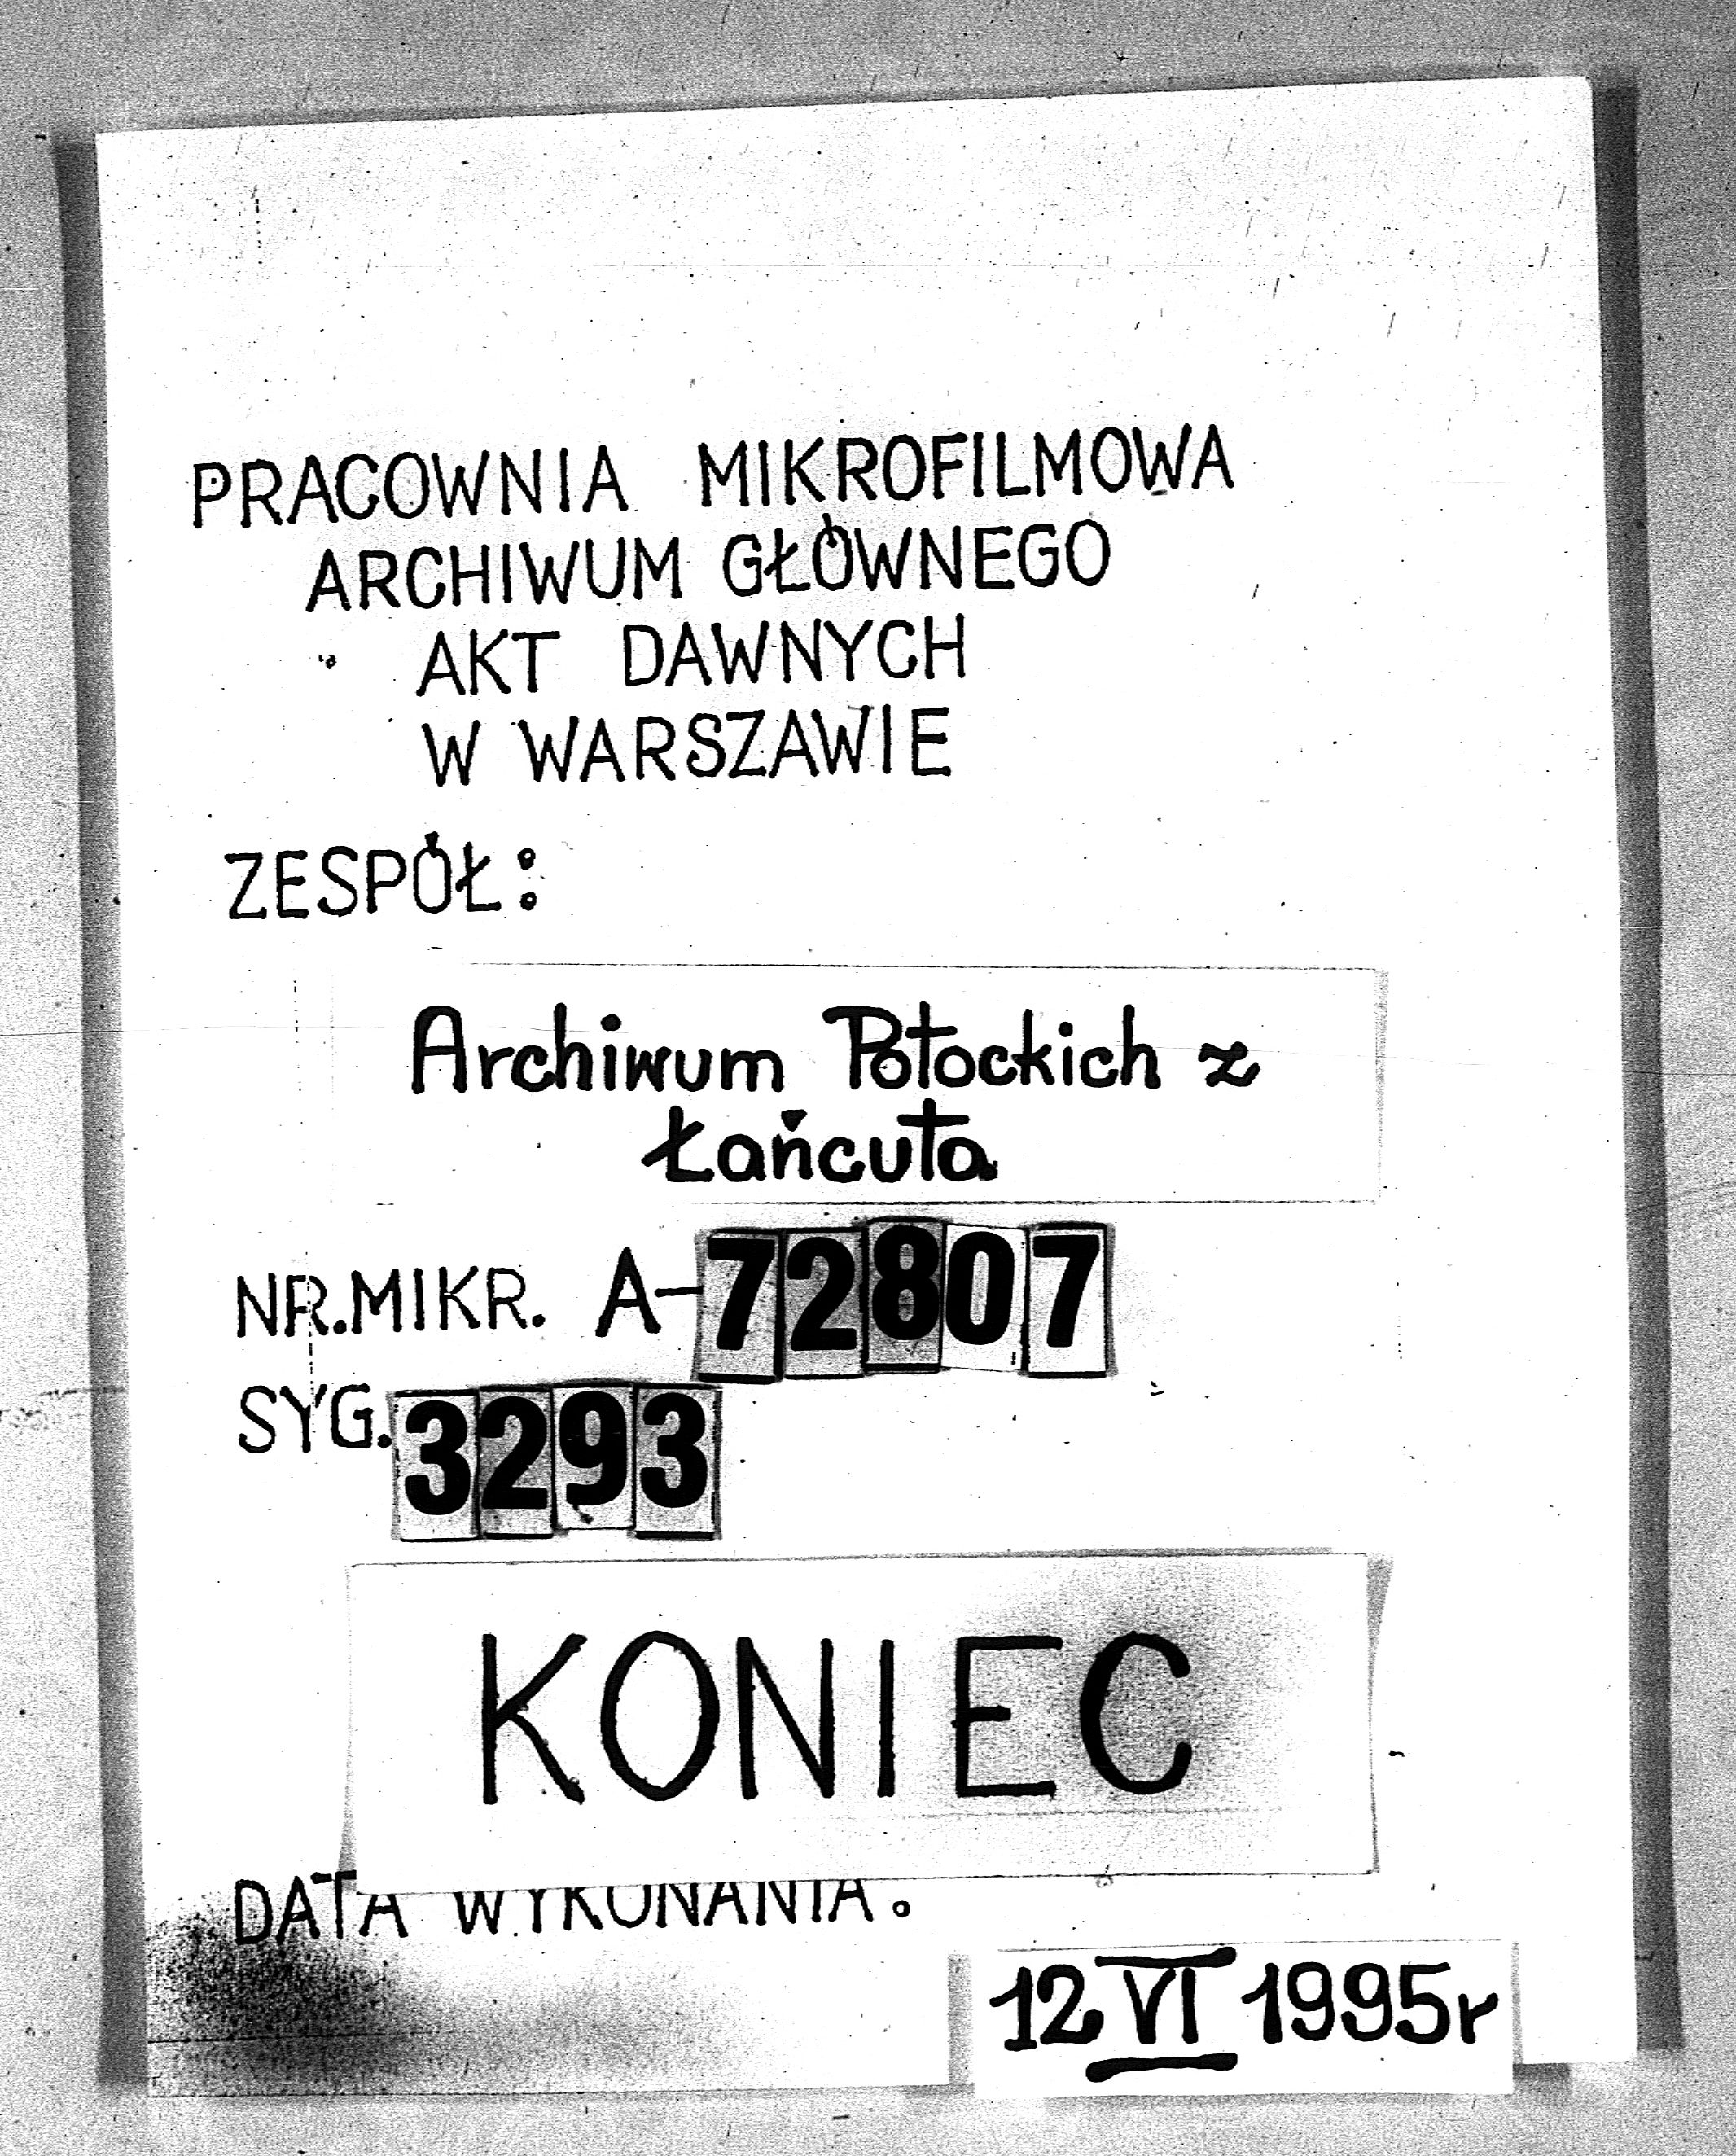 PRACOWNIA MIKROFILMOWA
ARCHIWUM GŁÓWNEGO
AKT DAWNYCH
W WARSZAWIE
ZESPÓŁ:
Archiwum Potockich z
Łańcuta
NR.MIKR. A-72807
SYG. 3293
KONIEC
DATA WYKONANIA:
12 VI 1995r